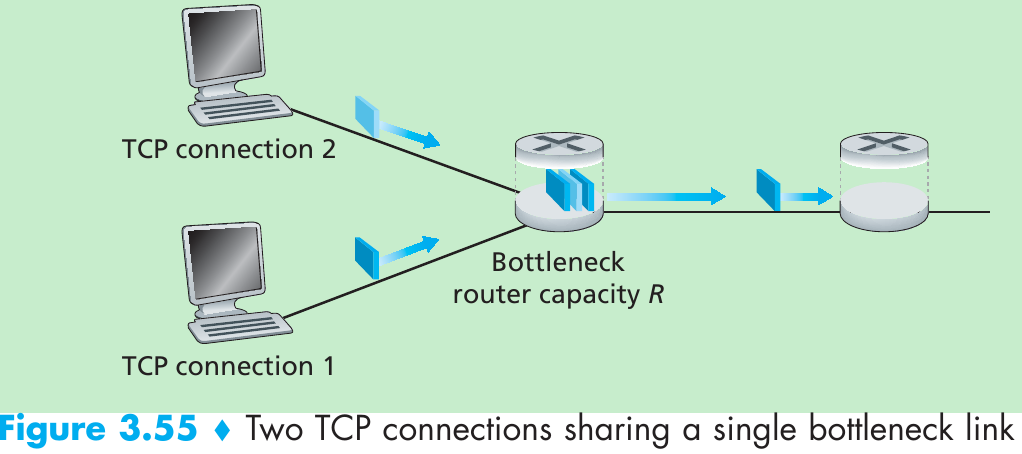 TCP connection 2
Bottleneck
router capacity R
TCP connection 1
Figure 3.55 ♦ Two TCP connections sharing a single bottleneck link